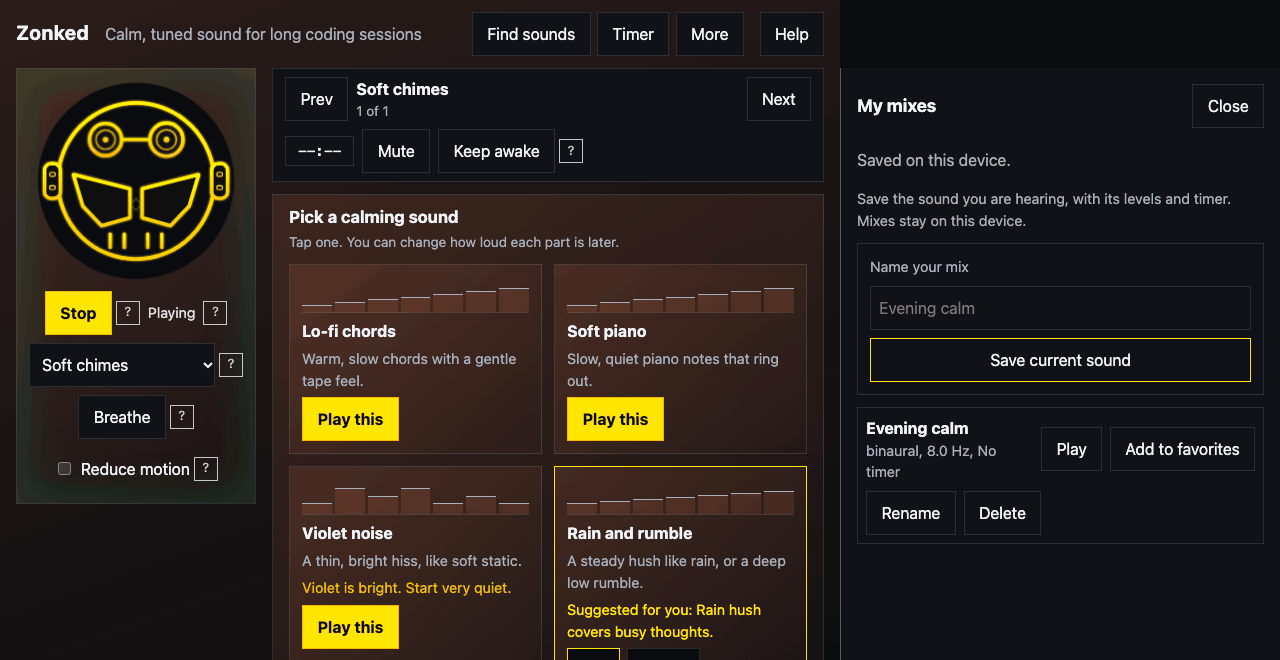 Zonked
Calm, tuned sound for long coding sessions
Find sounds
Timer
More
Help
Stop
?
Playing
?
Soft chimes
?
Breathe
?
Reduce motion
?
Prev
Soft chimes
1 of 1
Next
--:--
Mute
Keep awake
?
Pick a calming sound
Tap one. You can change how loud each part is later.
Lo-fi chords
Warm, slow chords with a gentle
tape feel.
Play this
Soft piano
Slow, quiet piano notes that ring
out.
Play this
Violet noise
A thin, bright hiss, like soft static.
Violet is bright. Start very quiet.
Play this
Rain and rumble
A steady hush like rain, or a deep
low rumble.
Suggested for you: Rain hush
covers busy thoughts.
My mixes
Close
Saved on this device.
Save the sound you are hearing, with its levels and timer.
Mixes stay on this device.
Name your mix
Evening calm
Save current sound
Evening calm
binaural, 8.0 Hz, No
timer
Play
Add to favorites
Rename
Delete